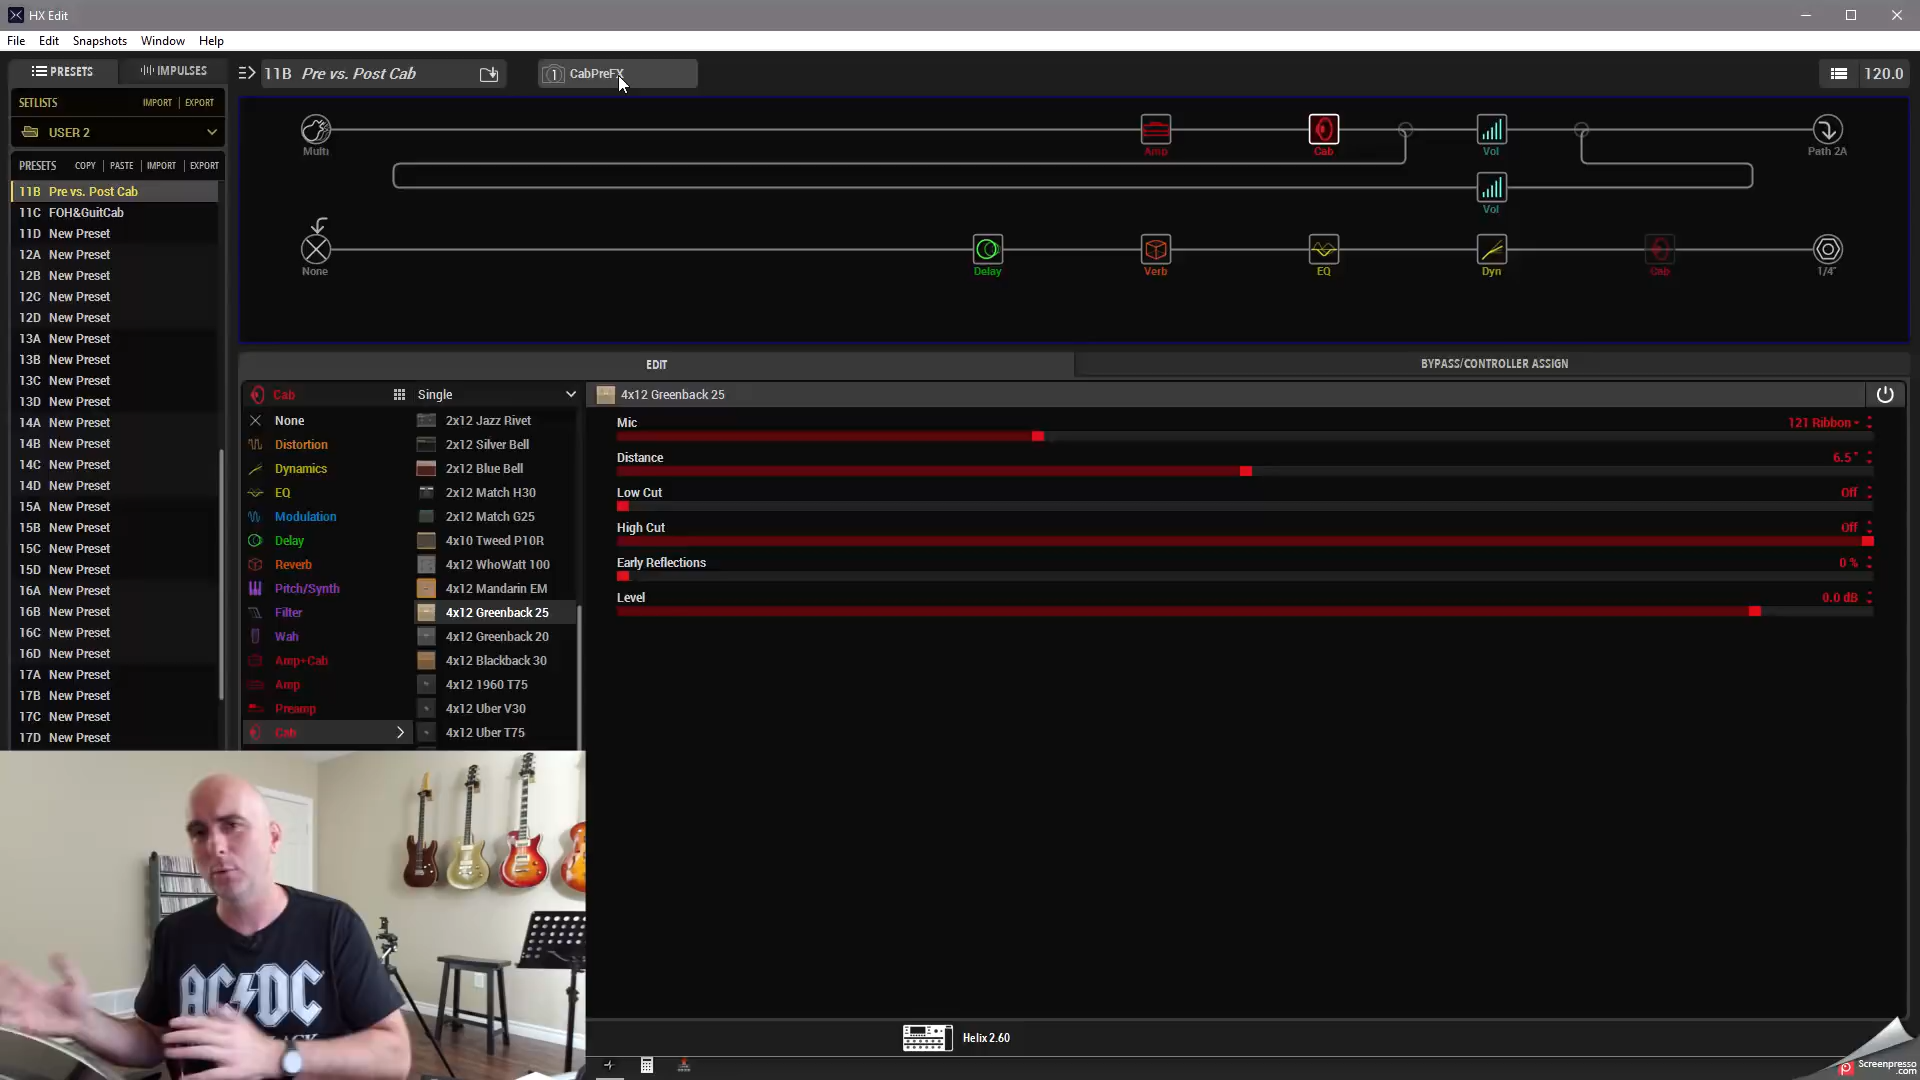 HX Edit
File Edit Snapshots Window Help
PRESETS IMPULSES
11B Pre vs. Post Cab
1 CabPreFX
120.0
SETLISTS IMPORT | EXPORT
USER 2
PRESETS COPY PASTE IMPORT EXPORT
11B Pre vs. Post Cab
11C FOH&GuitCab
11D New Preset
12A New Preset
12B New Preset
12C New Preset
12D New Preset
13A New Preset
13B New Preset
13C New Preset
13D New Preset
14A New Preset
14B New Preset
14C New Preset
14D New Preset
15A New Preset
15B New Preset
15C New Preset
15D New Preset
16A New Preset
16B New Preset
16C New Preset
16D New Preset
17A New Preset
17B New Preset
17C New Preset
17D New Preset
Multi Amp Cab Vol Path 2A
Vol
None Delay Verb EQ Dyn Cab 1/4"
EDIT BYPASS/CONTROLLER ASSIGN
Cab Single
None
Distortion
Dynamics
EQ
Modulation
Delay
Reverb
Pitch/Synth
Filter
Wah
Amp+Cab
Amp
Preamp
Cab
2x12 Jazz Rivet
2x12 Silver Bell
2x12 Blue Bell
2x12 Match H30
2x12 Match G25
4x10 Tweed P10R
4x12 WhoWatt 100
4x12 Mandarin EM
4x12 Greenback 25
4x12 Greenback 20
4x12 Blackback 30
4x12 1960 T75
4x12 Uber V30
4x12 Uber T75
4x12 Greenback 25
Mic 121 Ribbon
Distance 6.5"
Low Cut Off
High Cut Off
Early Reflections 0 %
Level 0.0 dB
AC DC
Helix 2.60
Screenpresso
.com